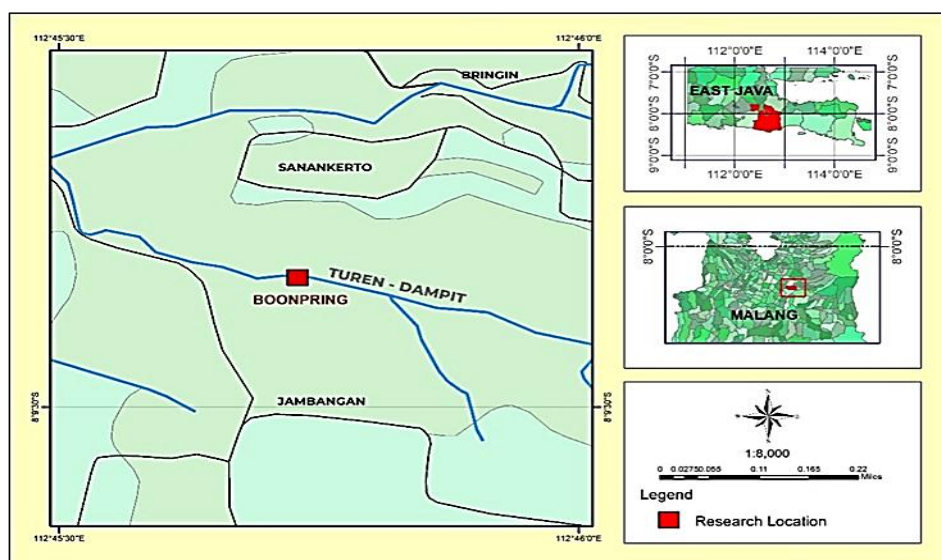 112°45'30"E
112°46'0"E
BRINGIN
SANANKERTO
TUREN - DAMPIT
BOONPRING
JAMBANGAN
8°9'30"S
8°9'30"S
112°45'30"E
112°46'0"E
112°0'0"E
114°0'0"E
7°0'0"S
7°0'0"S
EAST JAVA
8°0'0"S
8°0'0"S
9°0'0"S
9°0'0"S
112°0'0"E
114°0'0"E
8°0'0"S
8°0'0"S
MALANG
1:8,000
0 0.02750.055 0.11 0.165 0.22
Miles
Legend
Research Location